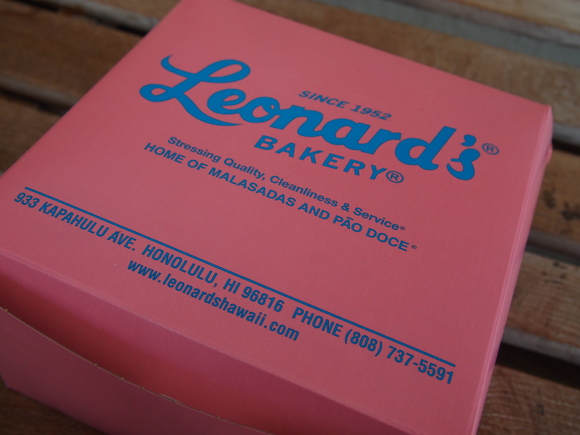 SINCE 1952
Leonard's®
BAKERY®
Stressing Quality, Cleanliness & Service®
HOME OF MALASADAS AND PÃO DOCE®
933 KAPAHULU AVE. HONOLULU, HI 96816 PHONE (808) 737-5591
www.leonardshawaii.com